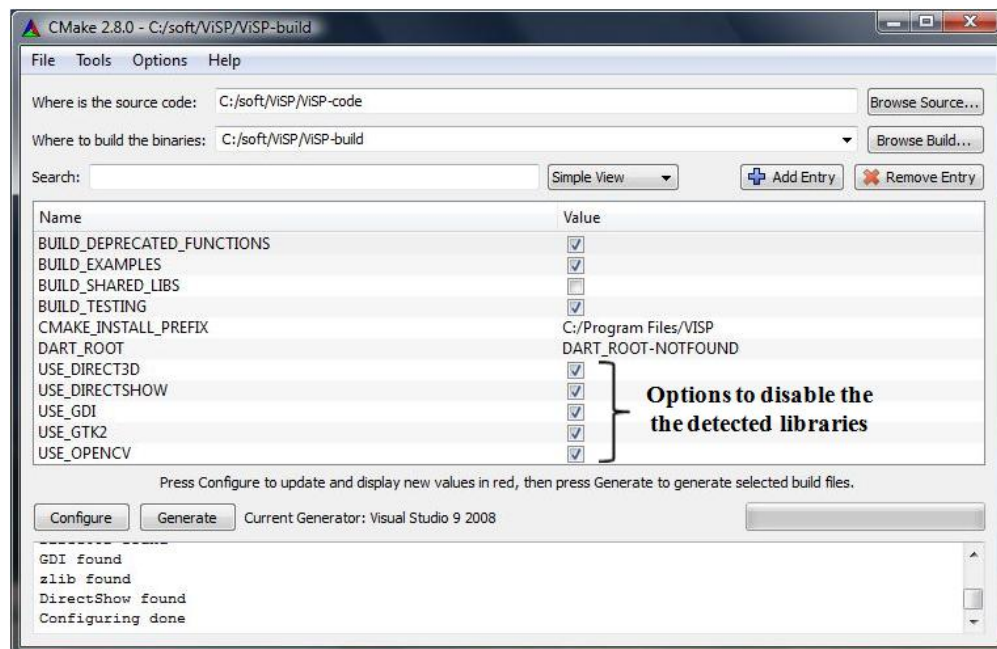 CMake 2.8.0 - C:/soft/ViSP/ViSP-build
File Tools Options Help
Where is the source code: C:/soft/ViSP/ViSP-code Browse Source...
Where to build the binaries: C:/soft/ViSP/ViSP-build Browse Build...
Search: Simple View Add Entry Remove Entry
Name Value
BUILD_DEPRECATED_FUNCTIONS
BUILD_EXAMPLES
BUILD_SHARED_LIBS
BUILD_TESTING
CMAKE_INSTALL_PREFIX C:/Program Files/VISP
DART_ROOT DART_ROOT-NOTFOUND
USE_DIRECT3D
USE_DIRECTSHOW
USE_GDI
USE_GTK2
USE_OPENCV
Options to disable the
the detected libraries
Press Configure to update and display new values in red, then press Generate to generate selected build files.
Configure Generate Current Generator: Visual Studio 9 2008
GDI found
zlib found
DirectShow found
Configuring done